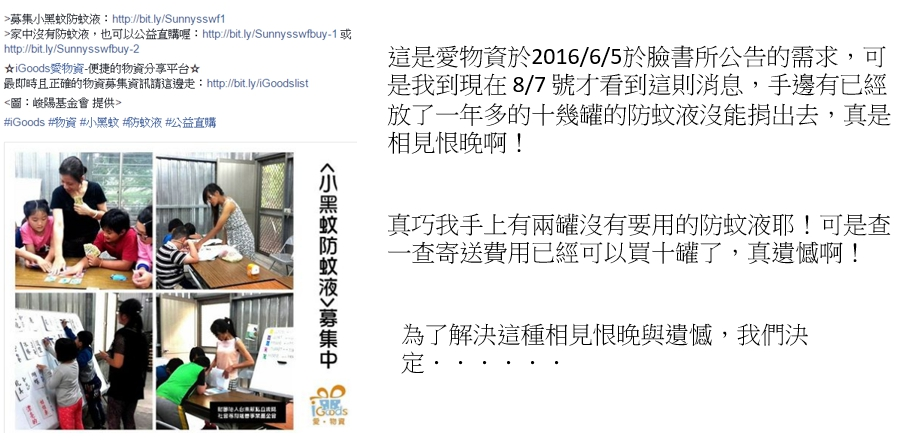 >募集小黑蚊防蚊液：http://bit.ly/Sunnysswf1
>家中沒有防蚊液，也可以公益直購喔：http://bit.ly/Sunnysswfbuy-1 或
http://bit.ly/Sunnysswfbuy-2
☆iGoods愛物資-便捷的物資分享平台☆
最即時且正確的物資募集資訊請這邊走：http://bit.ly/iGoodslist
<圖：峻陽基金會 提供>
#iGoods #物資 #小黑蚊 #防蚊液 #公益直購
<小黑蚊防蚊液>募集中
iGoods
愛・物資
這是愛物資於2016/6/5於臉書所公告的需求，可
是我到現在 8/7 號才看到這則消息，手邊有已經
放了一年多的十幾罐的防蚊液沒能捐出去，真是
相見恨晚啊！
真巧我手上有兩罐沒有要用的防蚊液耶！可是查
一查寄送費用已經可以買十罐了，真遺憾啊！
為了解決這種相見恨晚與遺憾，我們決
定．．．．．．